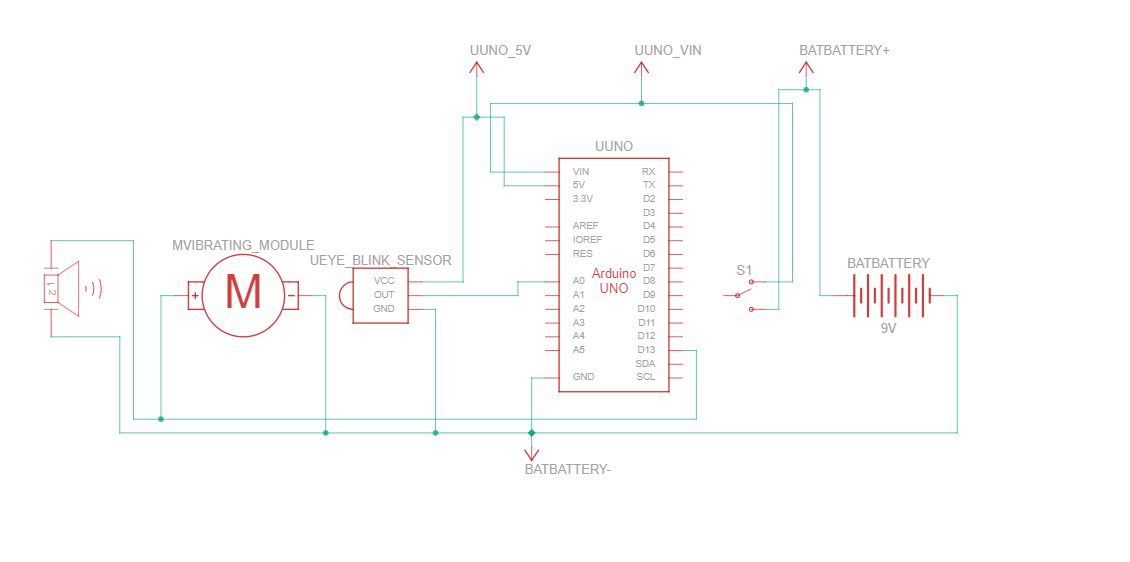 UUNO_5V
UUNO_VIN
BATBATTERY+
UUNO
VIN
5V
3.3V
AREF
IOREF
RES
A0
A1
A2
A3
A4
A5
GND
Arduino
UNO
RX
TX
D2
D3
D4
D5
D6
D7
D8
D9
D10
D11
D12
D13
SDA
SCL
MVIBRATING_MODULE
+
M
-
UEYE_BLINK_SENSOR
VCC
OUT
GND
1 2
S1
BATBATTERY
9V
BATBATTERY-